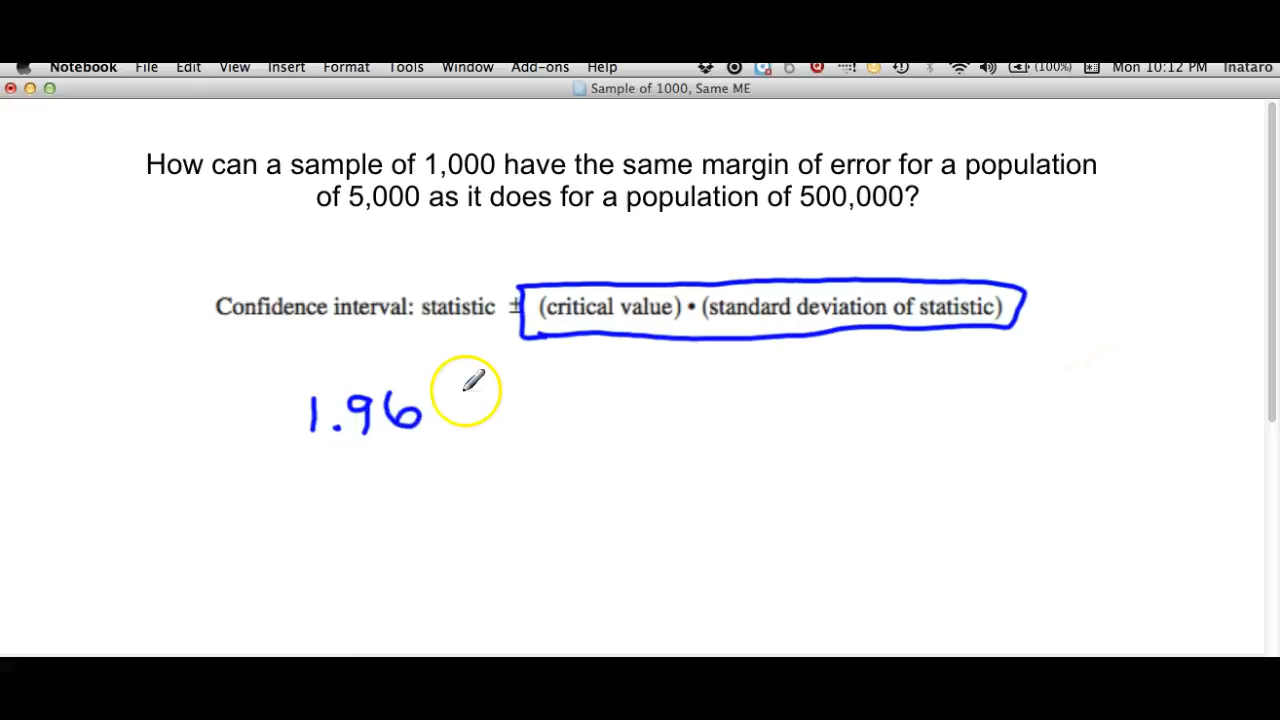 Notebook File Edit View Insert Format Tools Window Add-ons Help (100%) Mon 10:12 PM lnataro
Sample of 1000, Same ME
How can a sample of 1,000 have the same margin of error for a population
of 5,000 as it does for a population of 500,000?
Confidence interval: statistic ± (critical value) • (standard deviation of statistic)
1.96